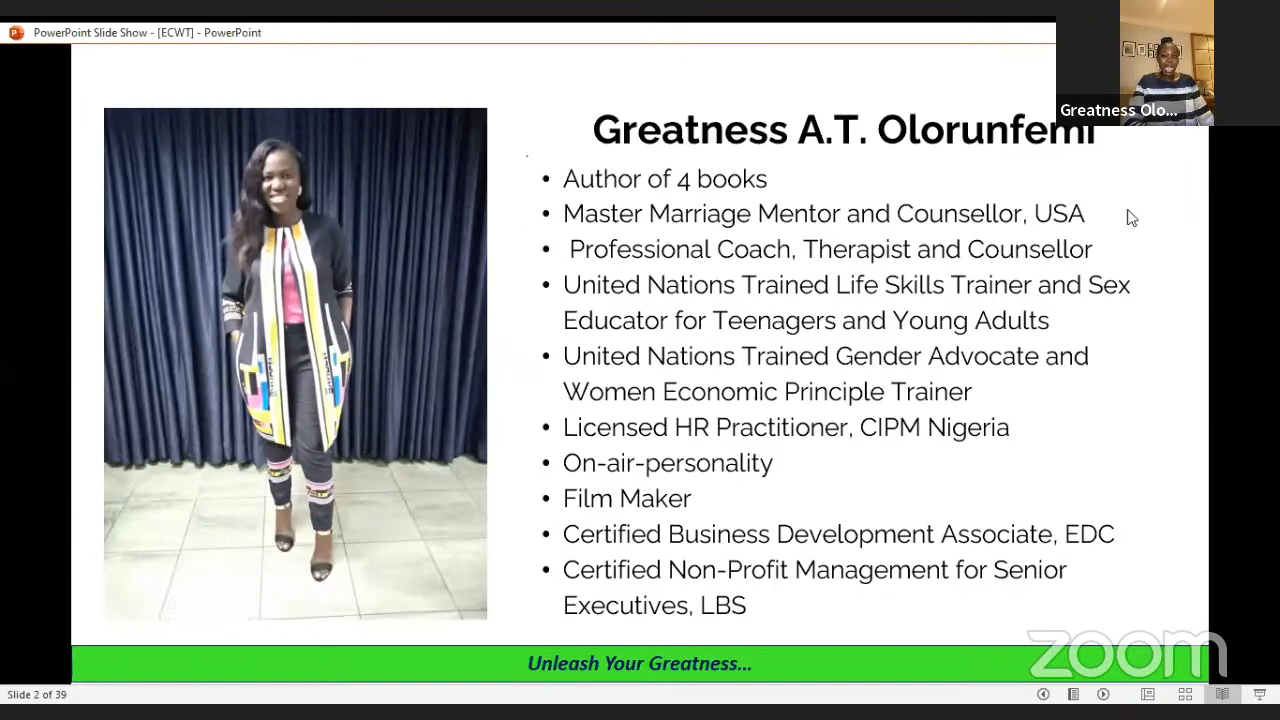 PowerPoint Slide Show - [ECWT] - PowerPoint
Greatness Olo...
Greatness A.T. Olorunfemi
• Author of 4 books
• Master Marriage Mentor and Counsellor, USA
• Professional Coach, Therapist and Counsellor
• United Nations Trained Life Skills Trainer and Sex
Educator for Teenagers and Young Adults
• United Nations Trained Gender Advocate and
Women Economic Principle Trainer
• Licensed HR Practitioner, CIPM Nigeria
• On-air-personality
• Film Maker
• Certified Business Development Associate, EDC
• Certified Non-Profit Management for Senior
Executives, LBS
Unleash Your Greatness...
zoom
Slide 2 of 39